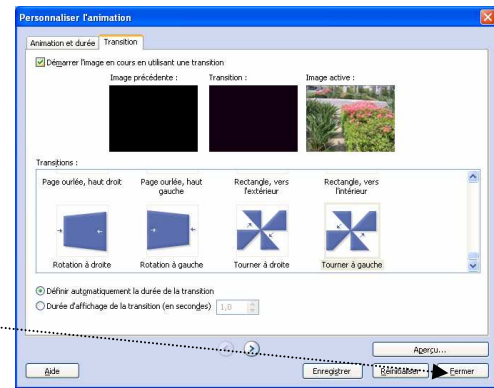 Personnaliser l'animation
Animation et durée Transition
Démarrer l'image en cours en utilisant une transition
Image précédente : Transition : Image active :
Transitions :
Page ourlée, haut droit Page ourlée, haut gauche Rectangle, vers l'extérieur Rectangle, vers l'intérieur
Rotation à droite Rotation à gauche Tourner à droite Tourner à gauche
Définir automatiquement la durée de la transition
Durée d'affichage de la transition (en secondes) 1,0
Aperçu...
Aide Enregistrer Réinitialiser Fermer